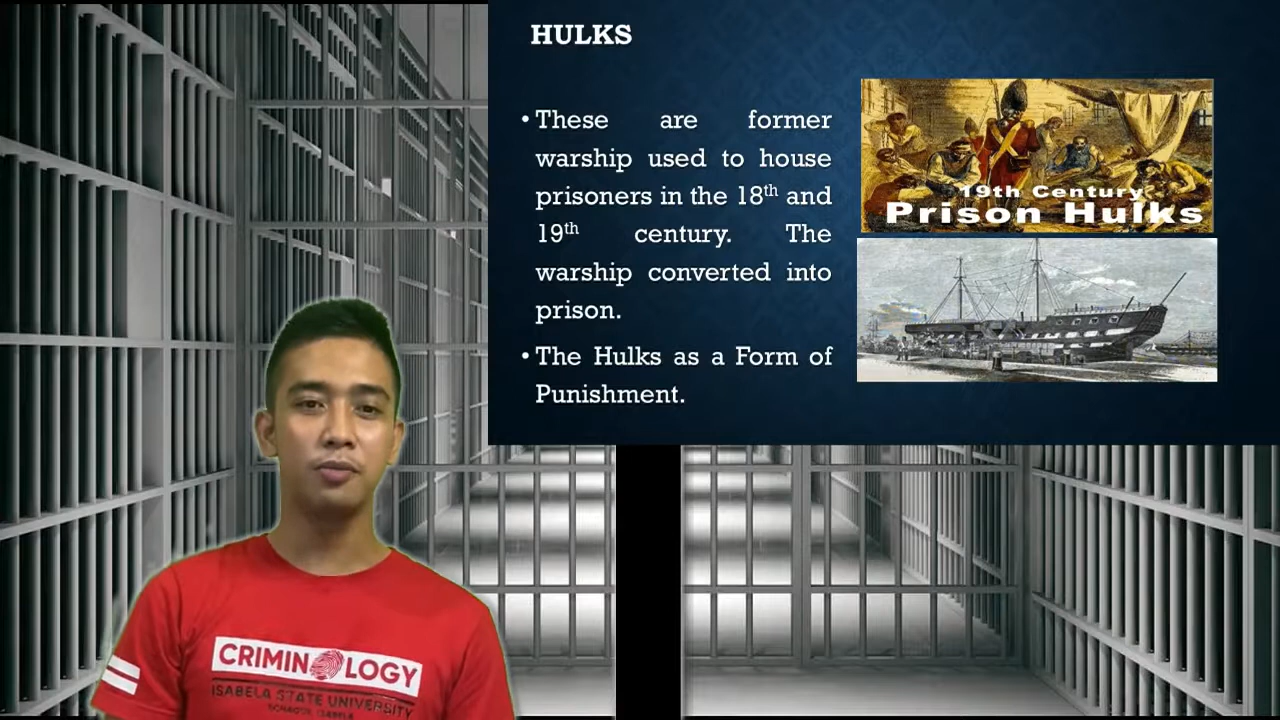 HULKS
• These are former
warship used to house
prisoners in the 18th and
19th century. The
warship converted into
prison.
• The Hulks as a Form of
Punishment.
19th Century
Prison Hulks
CRIMINOLOGY
ISABELA STATE UNIVERSITY
ISABELA